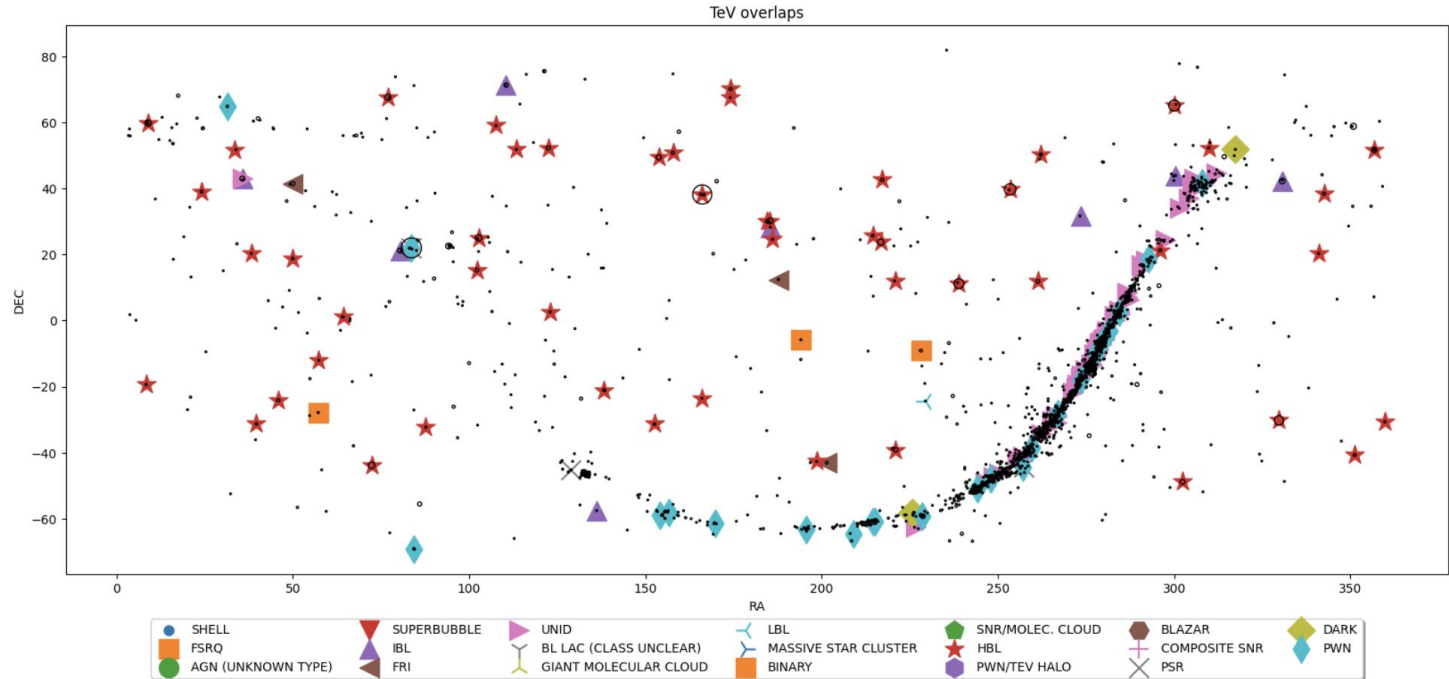 TeV overlaps
80
60
40
20
0
−20
−40
−60
DEC
0 50 100 150 200 250 300 350
RA
SHELL SUPERBUBBLE UNID LBL SNR/MOLEC. CLOUD BLAZAR DARK
FSRQ IBL BL LAC (CLASS UNCLEAR) MASSIVE STAR CLUSTER HBL COMPOSITE SNR PWN
AGN (UNKNOWN TYPE) FRI GIANT MOLECULAR CLOUD BINARY PWN/TEV HALO PSR